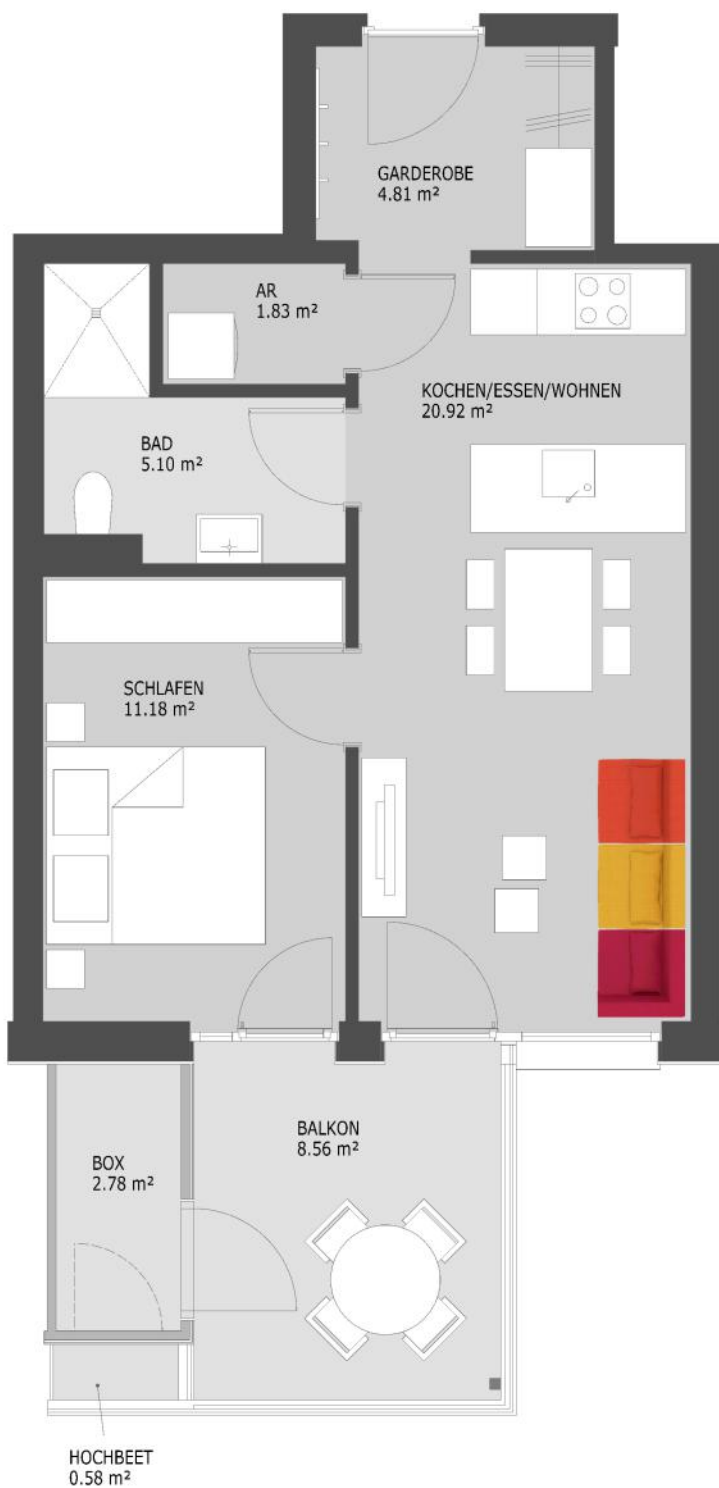 GARDEROBE
4.81 m²
AR
1.83 m²
KOCHEN/ESSEN/WOHNEN
20.92 m²
BAD
5.10 m²
SCHLAFEN
11.18 m²
BALKON
8.56 m²
BOX
2.78 m²
HOCHBEET
0.58 m²